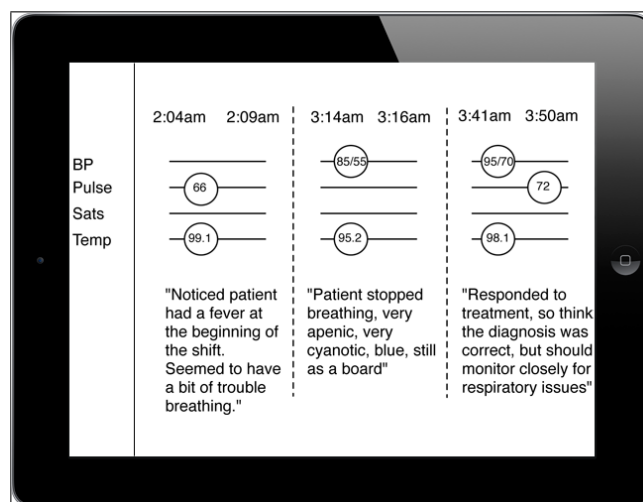 2:04am 2:09am 3:14am 3:16am 3:41am 3:50am
BP 85/55 95/70
Pulse 66 72
Sats
Temp 99.1 95.2 98.1
"Noticed patient
had a fever at
the beginning of
the shift.
Seemed to have
a bit of trouble
breathing."
"Patient stopped
breathing, very
apenic, very
cyanotic, blue, still
as a board"
"Responded to
treatment, so think
the diagnosis was
correct, but should
monitor closely for
respiratory issues"